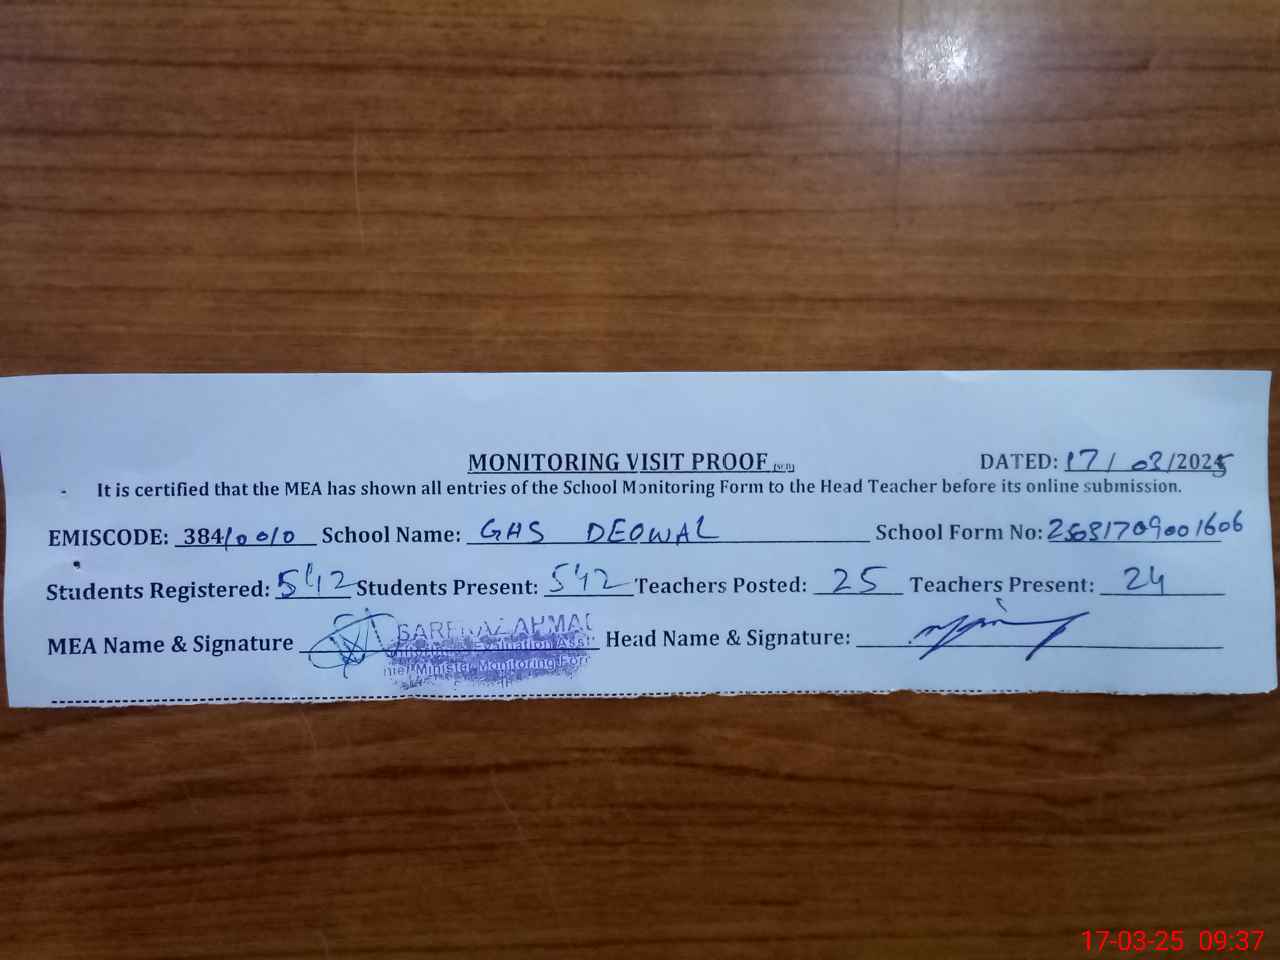 MONITORING VISIT PROOF DATED: 17/03/2025
It is certified that the MEA has shown all entries of the School Monitoring Form to the Head Teacher before its online submission.
EMISCODE: 38410010 School Name: GHS DEOWAL School Form No:
Students Registered: 542 Students Present: 542 Teachers Posted: 25 Teachers Present: 24
MEA Name & Signature Head Name & Signature:
Minister Monitoring
17-03-25 09:37